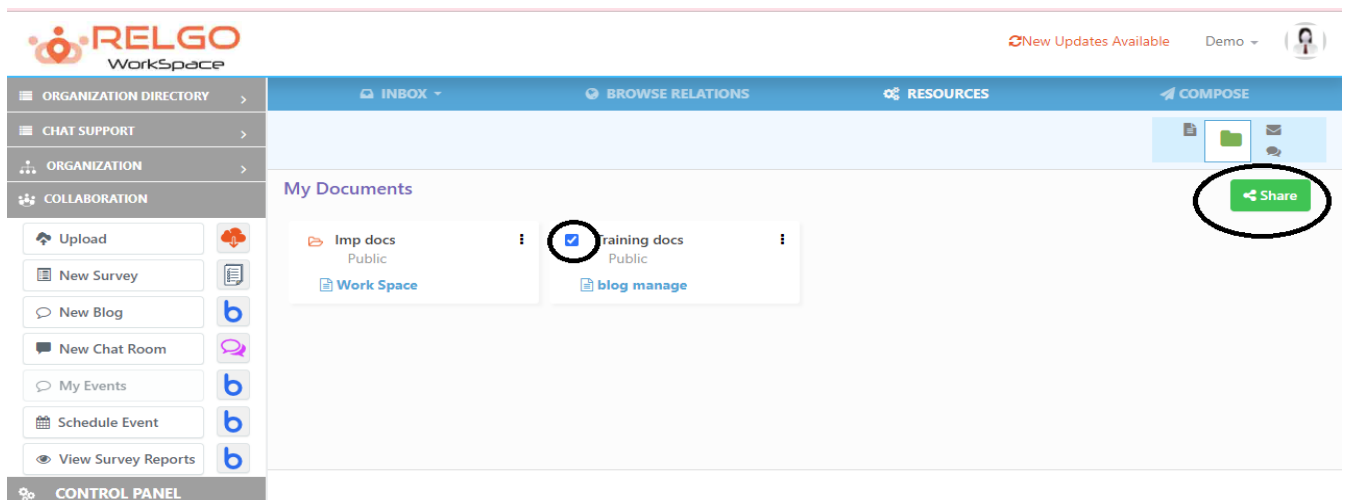 RELGO
WorkSpace
New Updates Available
Demo
ORGANIZATION DIRECTORY
INBOX
BROWSE RELATIONS
RESOURCES
COMPOSE
CHAT SUPPORT
ORGANIZATION
COLLABORATION
My Documents
Share
Upload
New Survey
New Blog
New Chat Room
My Events
Schedule Event
View Survey Reports
CONTROL PANEL
Imp docs
Public
Work Space
Training docs
Public
blog manage